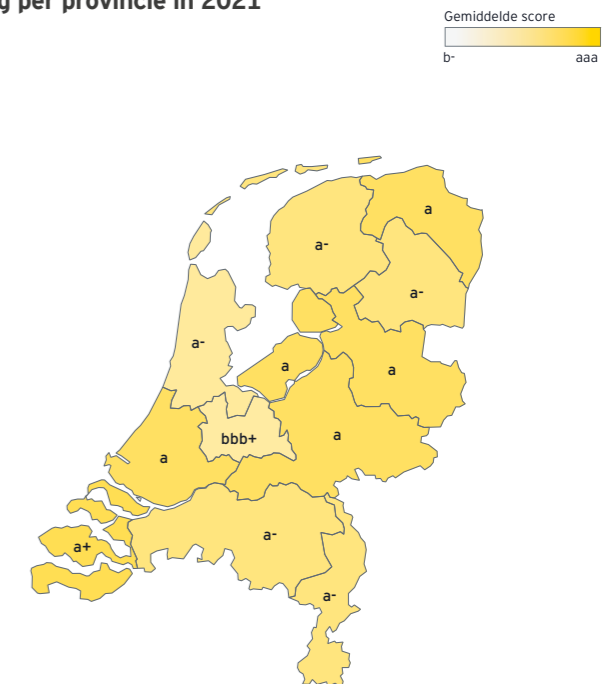 per provincie in 2021
Gemiddelde score
b- aaa
a
a-
a-
a-
a
a
bbb+
a
a
a+
a-
a-